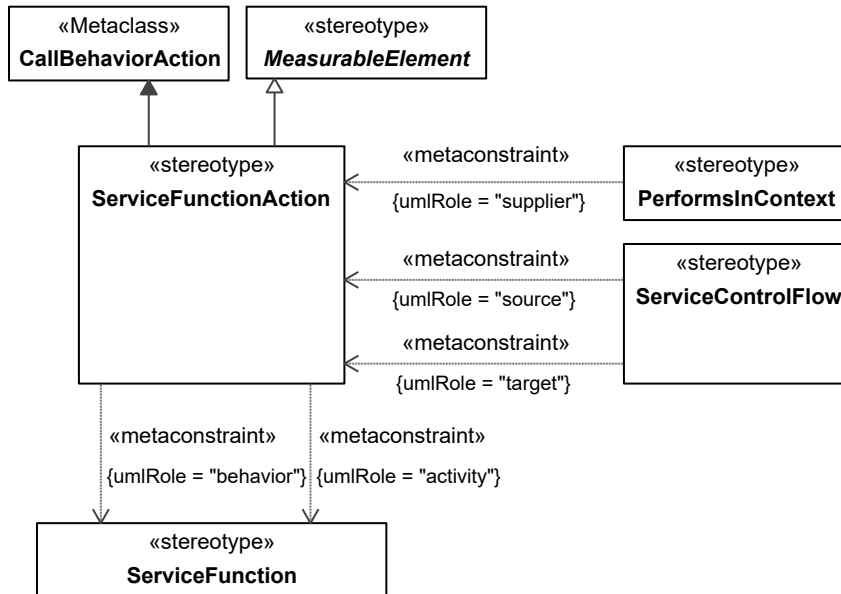 «Metaclass»
CallBehaviorAction
«stereotype»
MeasurableElement
«stereotype»
ServiceFunctionAction
«metaconstraint»
{umlRole = "supplier"}
«stereotype»
PerformsInContext
«metaconstraint»
{umlRole = "source"}
«stereotype»
ServiceControlFlow
«metaconstraint»
{umlRole = "target"}
«metaconstraint»
{umlRole = "behavior"}
«metaconstraint»
{umlRole = "activity"}
«stereotype»
ServiceFunction